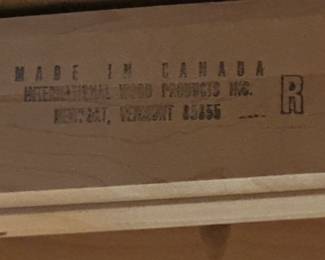 MADE IN CANADA
INTERNATIONAL WOOD PRODUCTS INC.
NEWPORT, VERMONT 05855
R